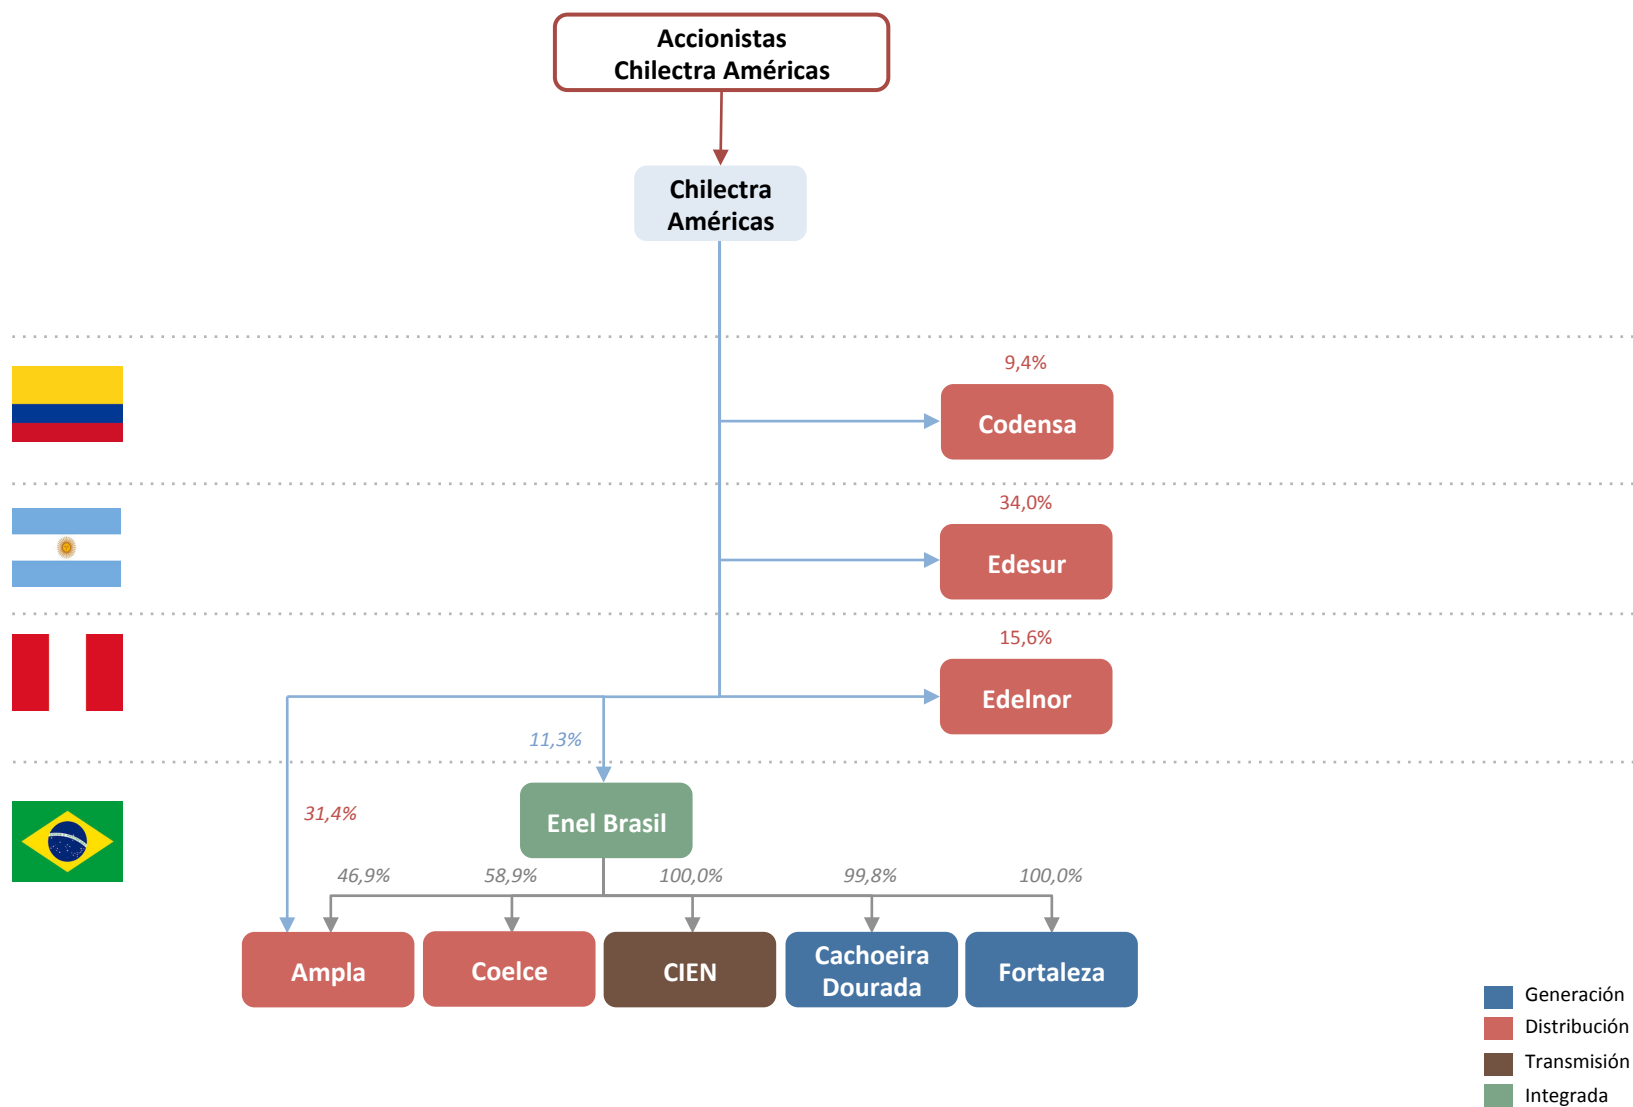 Accionistas
Chilectra Américas
Chilectra
Américas
9,4%
Codensa
34,0%
Edesur
15,6%
Edelnor
11,3%
31,4%
Enel Brasil
46,9%
58,9%
100,0%
99,8%
100,0%
Ampla
Coelce
CIEN
Cachoeira
Dourada
Fortaleza
Generación
Distribución
Transmisión
Integrada